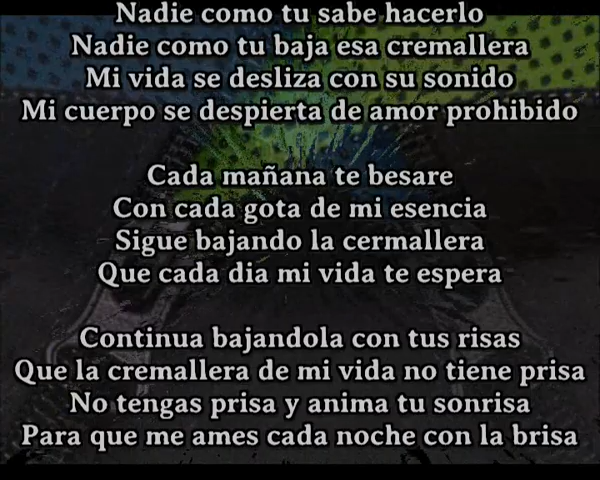 Nadie como tu sabe hacerlo
Nadie como tu baja esa cremallera
Mi vida se desliza con su sonido
Mi cuerpo se despierta de amor prohibido
Cada mañana te besare
Con cada gota de mi esencia
Sigue bajando la cermallera
Que cada dia mi vida te espera
Continua bajandola con tus risas
Que la cremallera de mi vida no tiene prisa
No tengas prisa y anima tu sonrisa
Para que me ames cada noche con la brisa